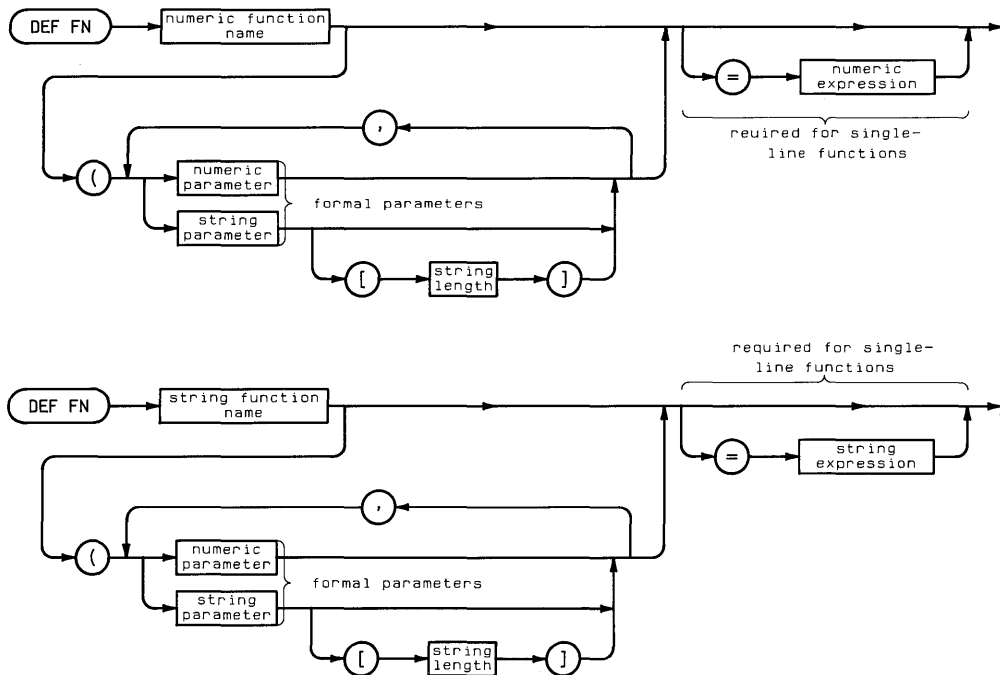 DEF FN
numeric function
name
=
numeric
expression
reuired for single-
line functions
,
(
numeric
parameter
string
parameter
formal parameters
[
string
length
]
required for single-
line functions
DEF FN
string function
name
=
string
expression
,
(
numeric
parameter
string
parameter
formal parameters
[
string
length
]